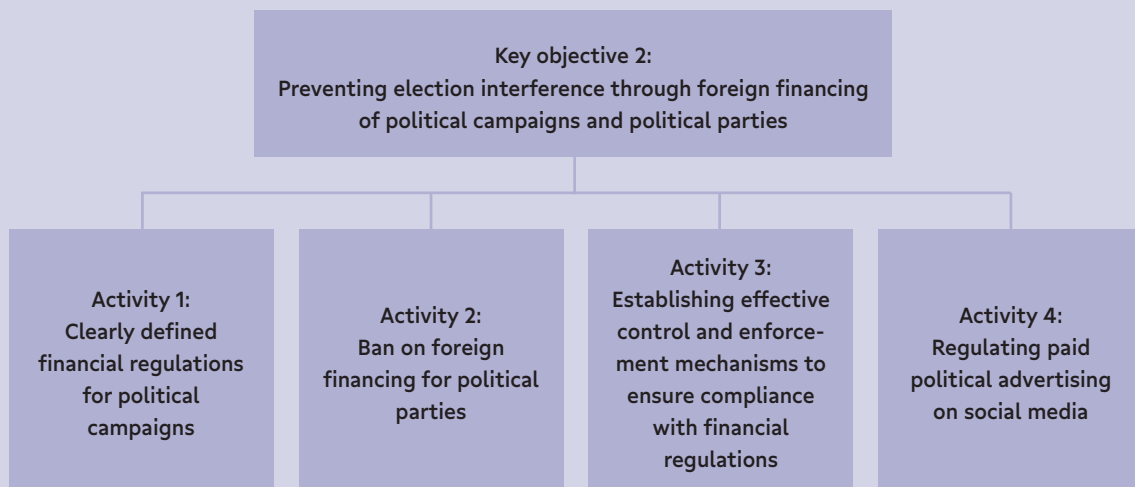 Key objective 2:
Preventing election interference through foreign financing
of political campaigns and political parties
Activity 1:
Clearly defined
financial regulations
for political
campaigns
Activity 2:
Ban on foreign
financing for political
parties
Activity 3:
Establishing effective
control and enforce-
ment mechanisms to
ensure compliance
with financial
regulations
Activity 4:
Regulating paid
political advertising
on social media